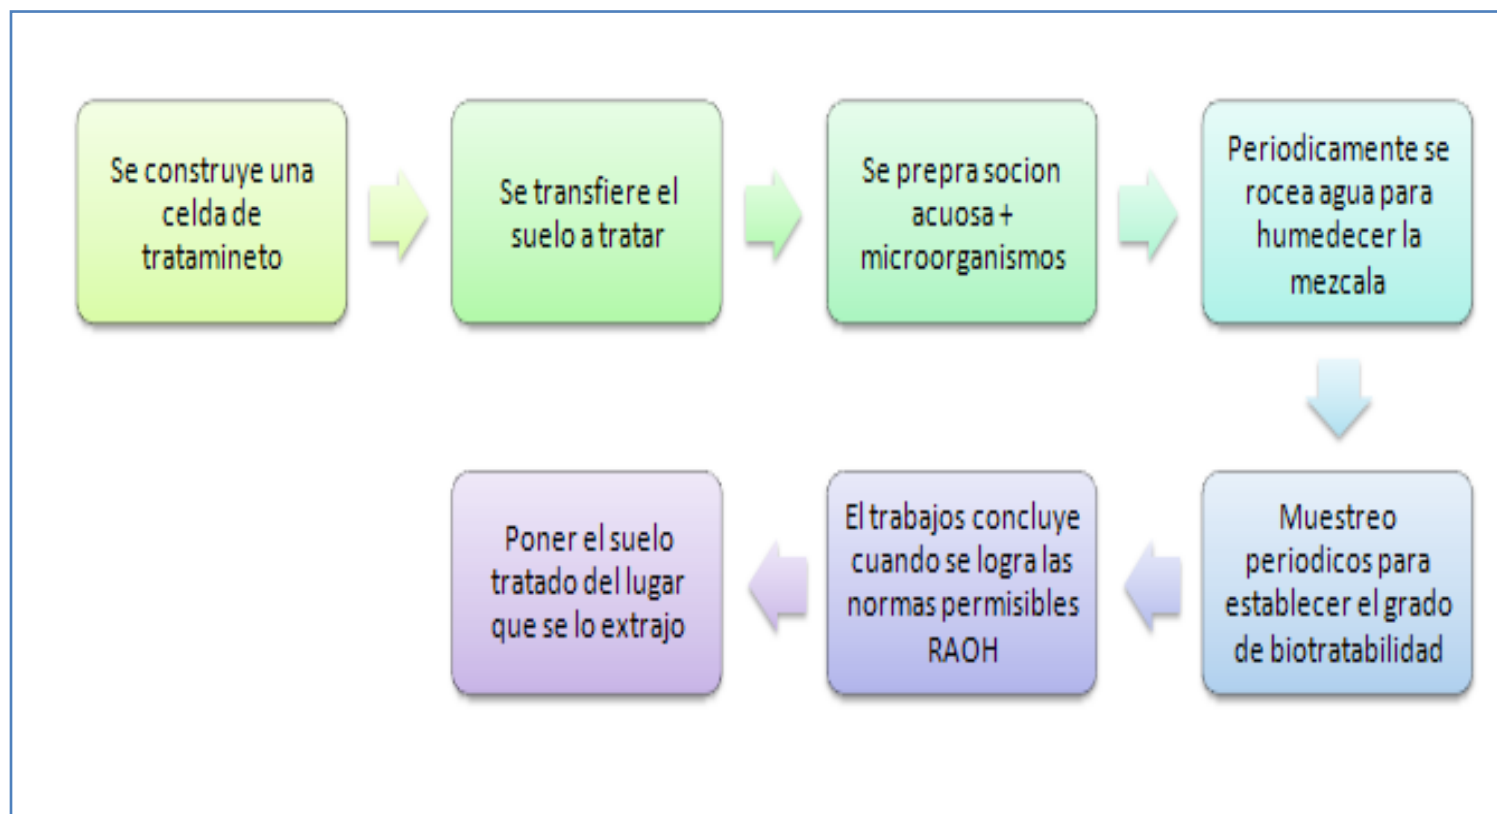 Se construye una
celda de
tratamineto
Se transfiere el
suelo a tratar
Se prepra socion
acuosa +
microorganismos
Periodicamente se
rocea agua para
humedecer la
mezcala
Muestreo
periodicos para
establecer el grado
de biotratabilidad
El trabajos concluye
cuando se logra las
normas permisibles
RAOH
Poner el suelo
tratado del lugar
que se lo extrajo